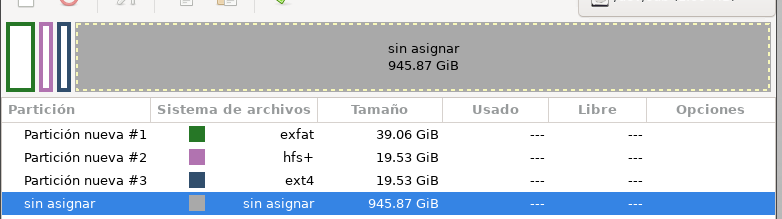 sin asignar
945.87 GiB
Partición Sistema de archivos Tamaño Usado Libre Opciones
Partición nueva #1 exfat 39.06 GiB --- ---
Partición nueva #2 hfs+ 19.53 GiB --- ---
Partición nueva #3 ext4 19.53 GiB --- ---
sin asignar sin asignar 945.87 GiB --- ---